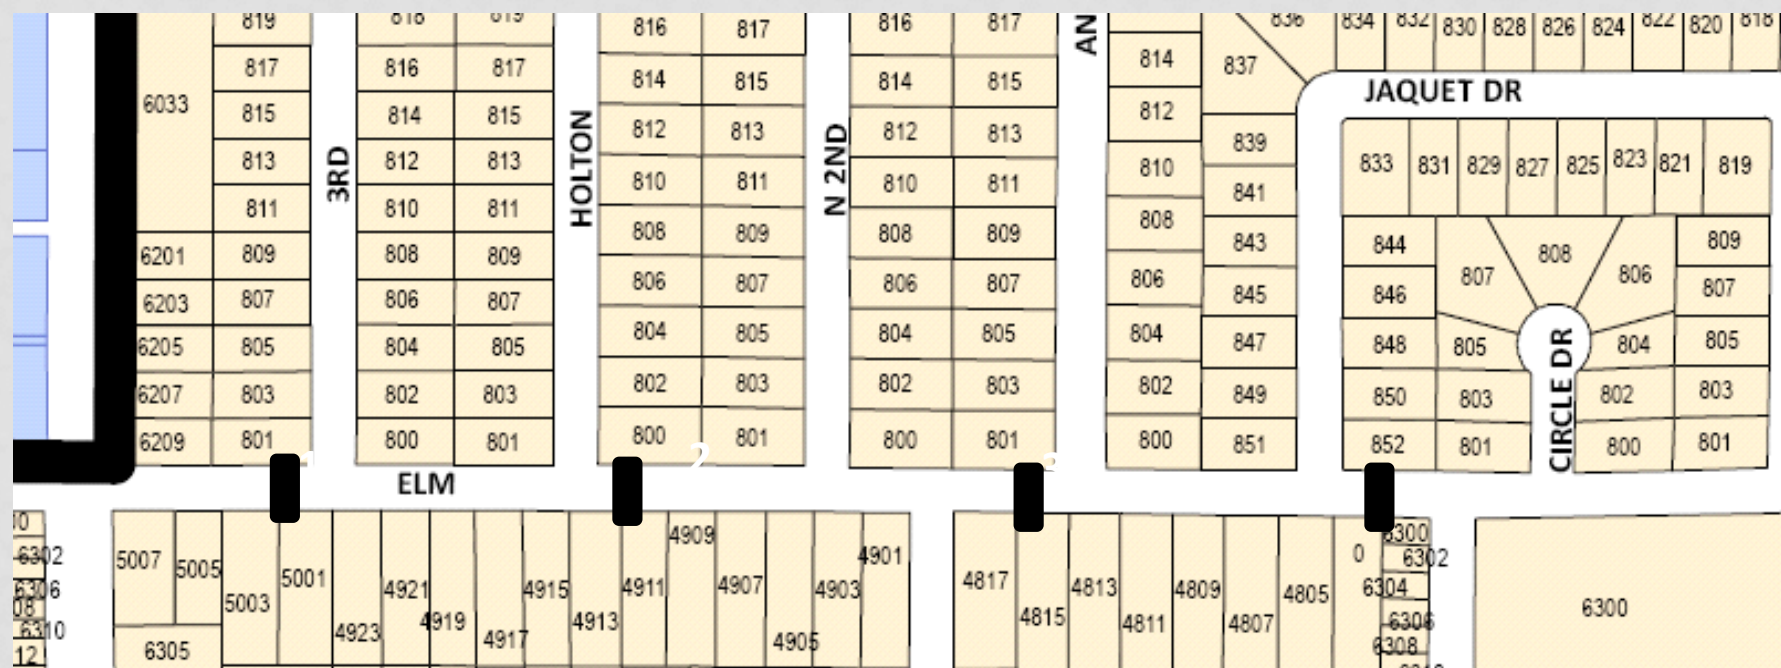 819 818 819 816 817 816 817 836 834 832 830 828 826 824 822 820 818
817 816 817 814 815 814 815 AN 814 837 JAQUET DR
6033 815 814 815 812 813 812 813 812 839
813 3RD 812 813 HOLTON 810 811 N 2ND 810 811 810 841 833 831 829 827 825 823 821 819
811 810 811 808 809 808 809 808 843 844 807 808 806 809
6201 809 808 809 806 807 806 807 806 845 846 807
6203 807 806 807 804 805 804 805 804 847 848 805 CIRCLE DR 804 805
6205 805 804 805 802 803 802 803 802 849 850 803 802 803
6207 803 802 803
6209 801 800 801 800 801 800 801 800 851 852 801 800 801
2
ELM
5007 5005 5003 5001 4923 4921 4919 4917 4915 4913 4911 4909 4907 4905 4903 4901
4817 4815 4813 4811 4809 4807 4805 0 6300 6302 6304 6306 6308
6302 6306 6310 12
6305
6300